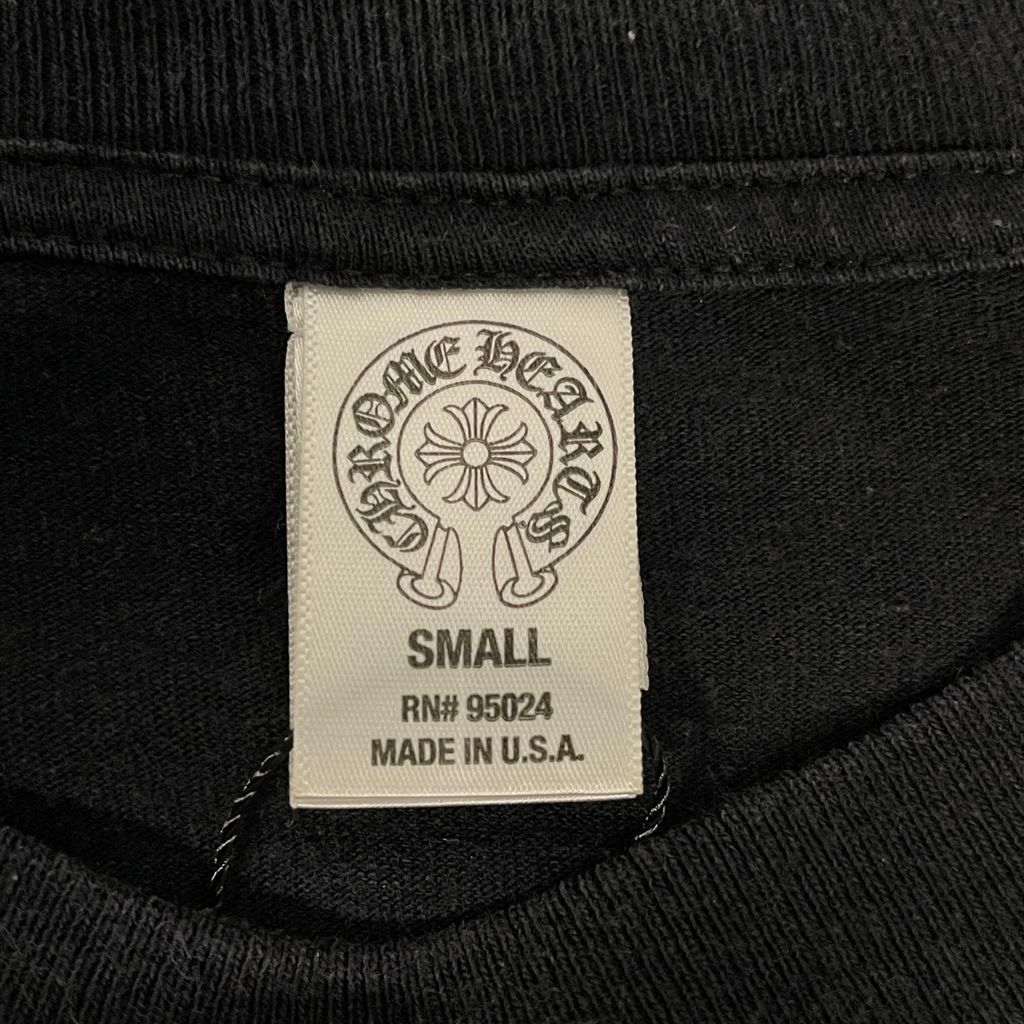 CHROME HEARTS
SMALL
RN# 95024
MADE IN U.S.A.